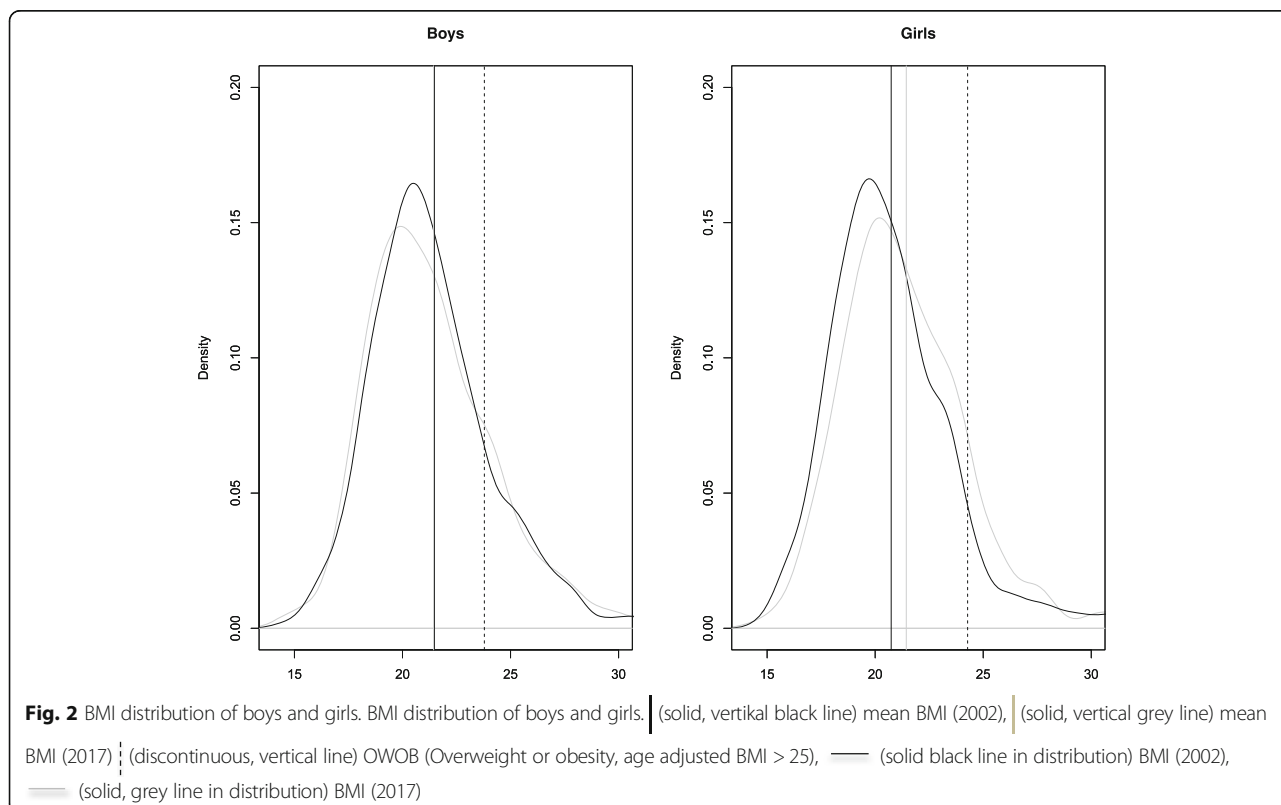 Boys
Girls
0.20
0.15
0.10
0.05
0.00
Density
15 20 25 30
0.20
0.15
0.10
0.05
0.00
Density
15 20 25 30
Fig. 2 BMI distribution of boys and girls. BMI distribution of boys and girls. (solid, vertikal black line) mean BMI (2002), (solid, vertical grey line) mean
BMI (2017) (discontinuous, vertical line) OWOB (Overweight or obesity, age adjusted BMI > 25), (solid black line in distribution) BMI (2002),
(solid, grey line in distribution) BMI (2017)